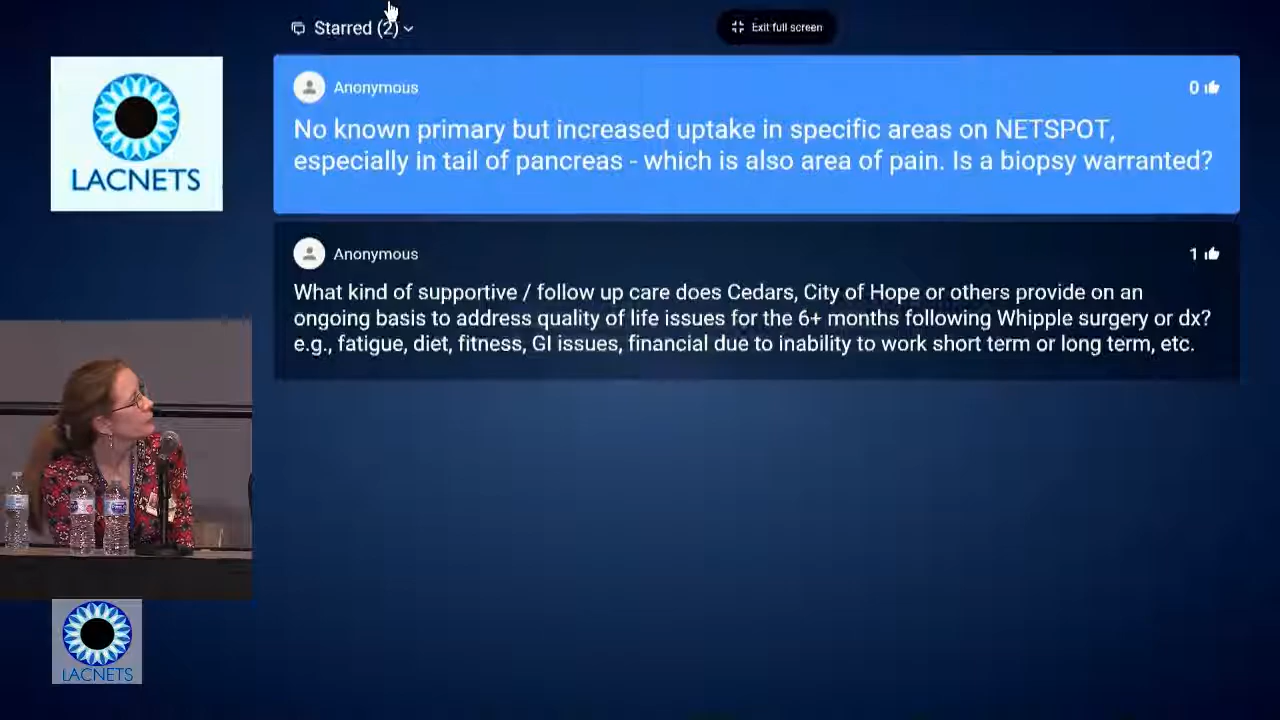 Starred (2)
Exit full screen
LACNETS
Anonymous
0
No known primary but increased uptake in specific areas on NETSPOT,
especially in tail of pancreas - which is also area of pain. Is a biopsy warranted?
Anonymous
1
What kind of supportive / follow up care does Cedars, City of Hope or others provide on an
ongoing basis to address quality of life issues for the 6+ months following Whipple surgery or dx?
e.g., fatigue, diet, fitness, GI issues, financial due to inability to work short term or long term, etc.
LACNETS